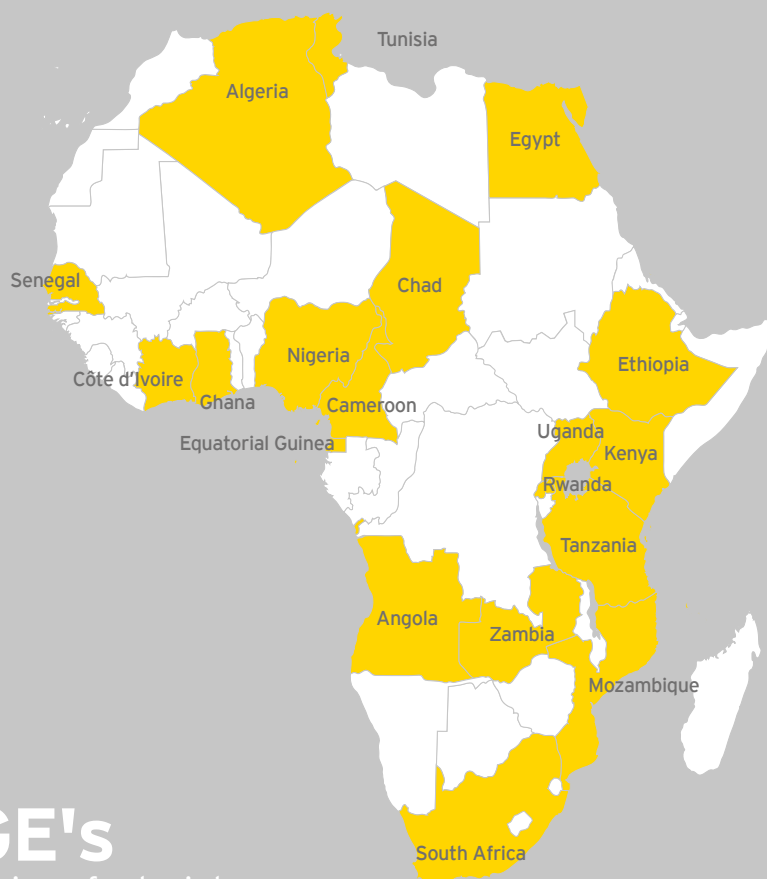 Tunisia
Algeria
Egypt
Senegal
Chad
Nigeria
Ethiopia
Côte d'Ivoire
Ghana
Cameroon
Uganda
Equatorial Guinea
Kenya
Rwanda
Tanzania
Angola
Zambia
Mozambique
GE's
South Africa